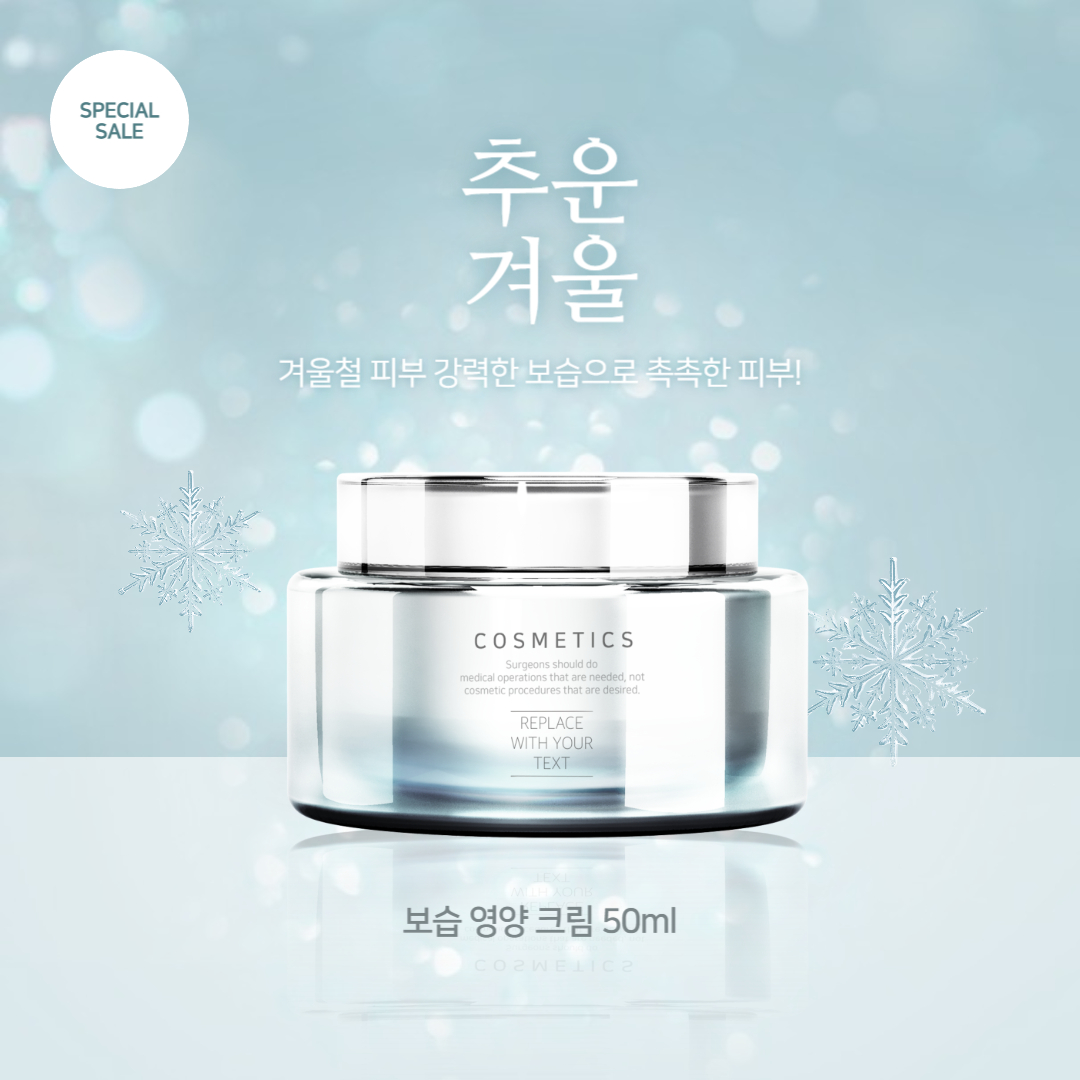 SPECIAL
SALE
추운
겨울
겨울철 피부 강력한 보습으로 촉촉한 피부!
COSMETICS
Surgeons should do
medical operations that are needed, not
cosmetic procedures that are desired.
REPLACE
WITH YOUR
TEXT
보습 영양 크림 50ml